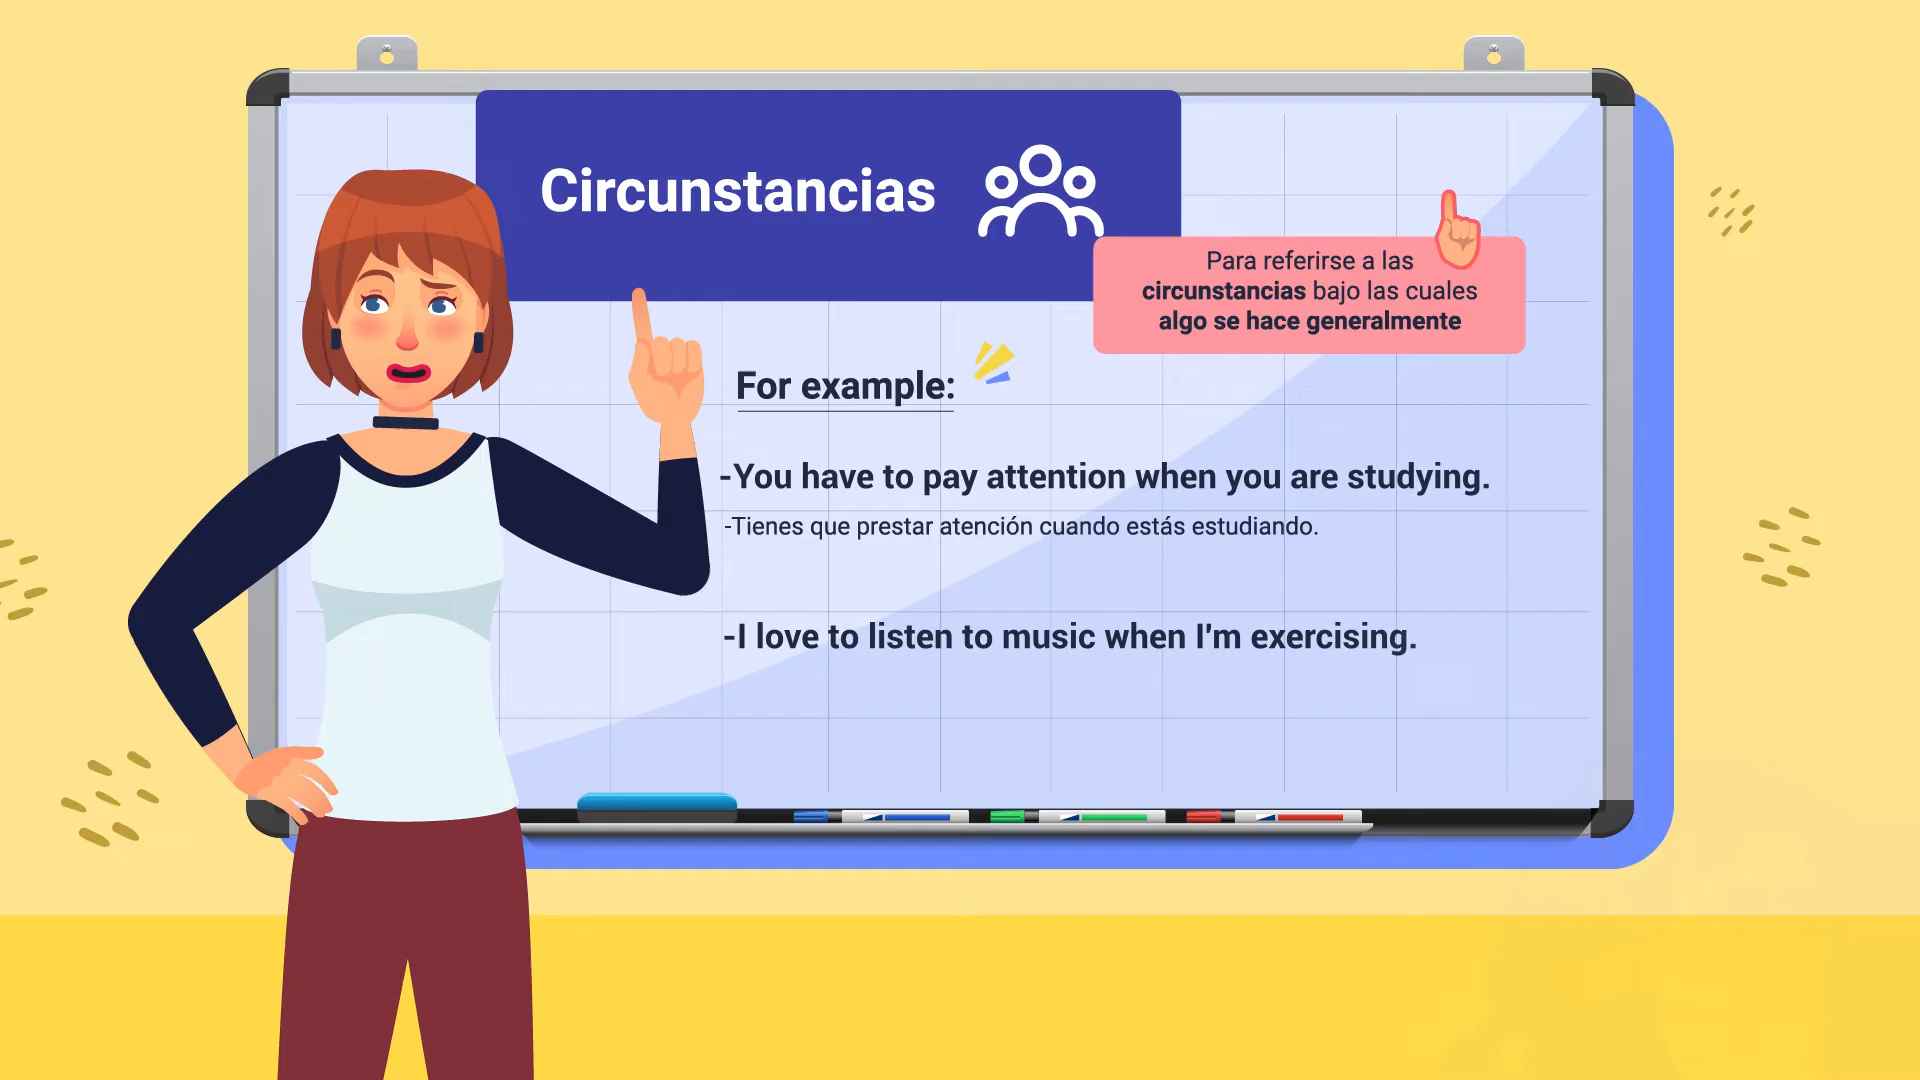 Circunstancias
Para referirse a las
circunstancias bajo las cuales
algo se hace generalmente
For example:
-You have to pay attention when you are studying.
-Tienes que prestar atención cuando estás estudiando.
-I love to listen to music when I'm exercising.